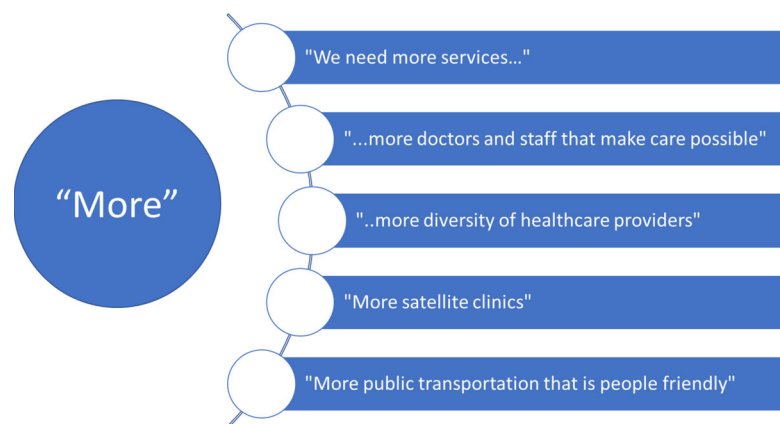 “More”
"We need more services…"
"...more doctors and staff that make care possible"
"..more diversity of healthcare providers"
"More satellite clinics"
"More public transportation that is people friendly"